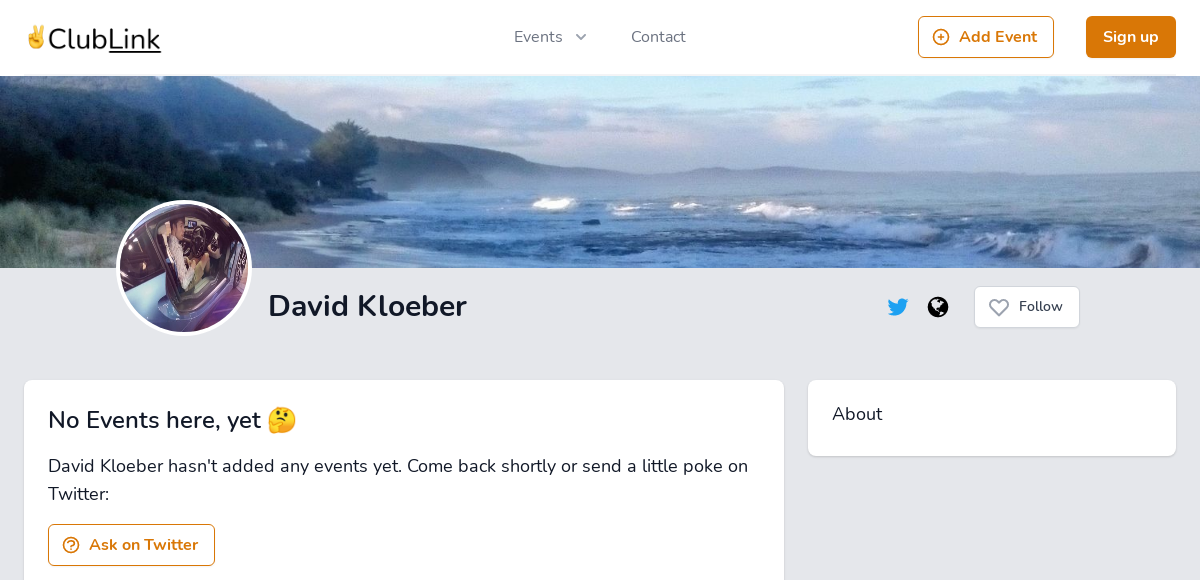 ✌ClubLink
Events
Contact
Add Event
Sign up
David Kloeber
Follow
No Events here, yet 🤔
David Kloeber hasn't added any events yet. Come back shortly or send a little poke on
Twitter:
Ask on Twitter
About